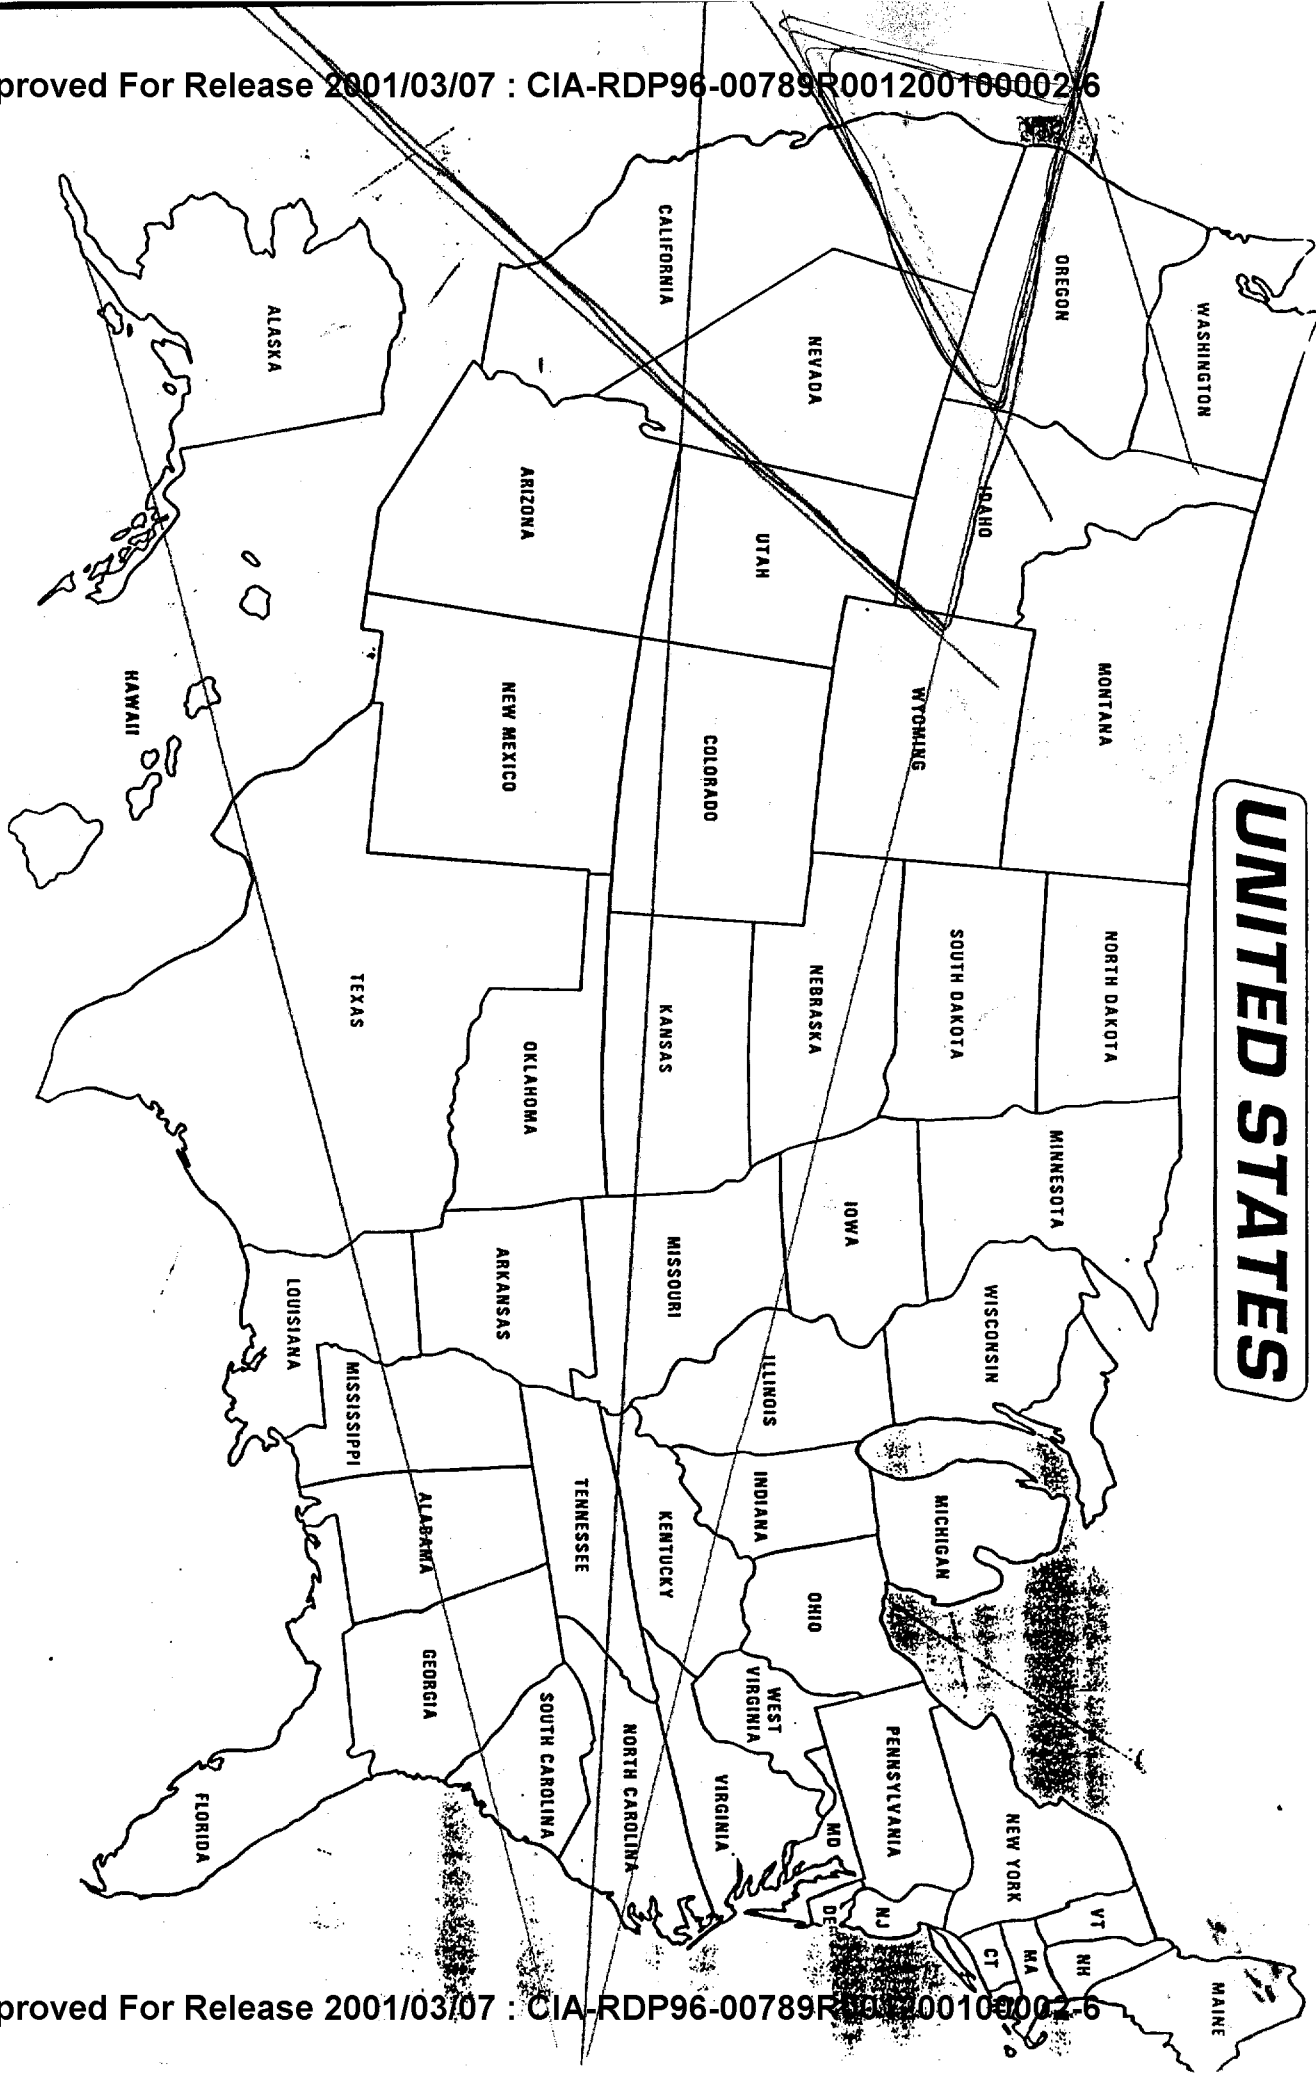 proved For Release 2001/03/07 : CIA-RDP96-00789R001200100002-6
UNITED STATES
WASHINGTON
OREGON
CALIFORNIA
NEVADA
IDAHO
MONTANA
WYOMING
UTAH
ARIZONA
COLORADO
NEW MEXICO
NORTH DAKOTA
SOUTH DAKOTA
NEBRASKA
KANSAS
OKLAHOMA
TEXAS
MINNESOTA
IOWA
MISSOURI
ARKANSAS
LOUISIANA
WISCONSIN
ILLINOIS
MICHIGAN
INDIANA
OHIO
KENTUCKY
TENNESSEE
MISSISSIPPI
ALABAMA
GEORGIA
FLORIDA
SOUTH CAROLINA
NORTH CAROLINA
VIRGINIA
WEST
VIRGINIA
PENNSYLVANIA
MD
DE
NJ
NEW YORK
CT
MA
VT
NH
MAINE
ALASKA
HAWAII
proved For Release 2001/03/07 : CIA-RDP96-00789R001200100002-6